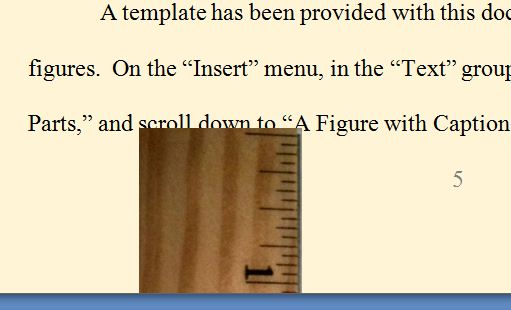 A template has been provided with this doc
figures. On the “Insert” menu, in the “Text” group
Parts,” and scroll down to “A Figure with Caption
5
1